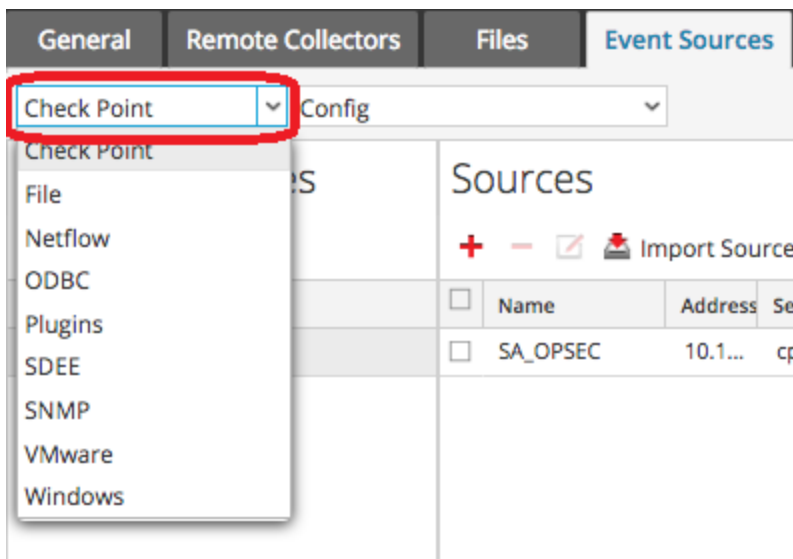 General Remote Collectors Files Event Sources
Check Point Config
Check Point
File
Netflow
ODBC
Plugins
SDEE
SNMP
VMware
Windows
Sources
Import Source
Name Address
SA_OPSEC 10.1...